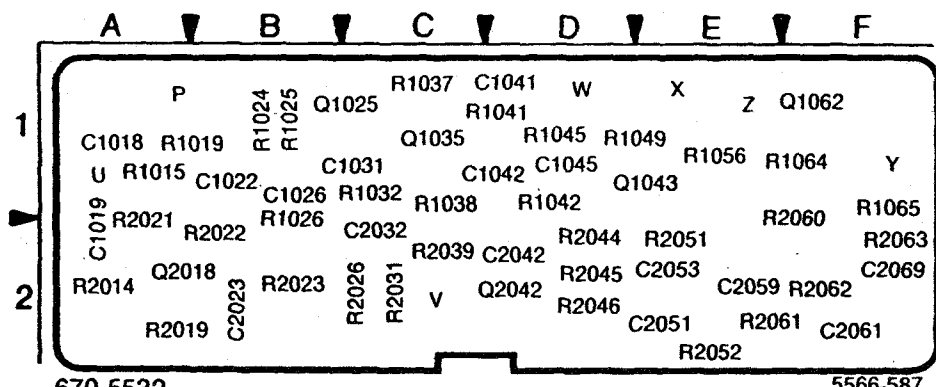 A B C D E F
R1037 C1041 W X
P R1024 R1025 Q1025 R1041 Z Q1062
1
C1018 R1019 Q1035 R1045 R1049
U R1015 C1022 C1031 C1042 C1045 R1056 R1064 Y
C1026 R1032 Q1043
C1019 R2021 R1026 R1038 R1042 R2060 R1065
R2022 C2032 R2044 R2051 R2063
Q2018 R2039 C2042 R2045 C2053 C2069
2
R2014 C2023 R2023 R2026 R2031 V Q2042 R2046 C2059 R2062
R2019 C2051 R2061 C2061
R2052
670-5522 5566-587